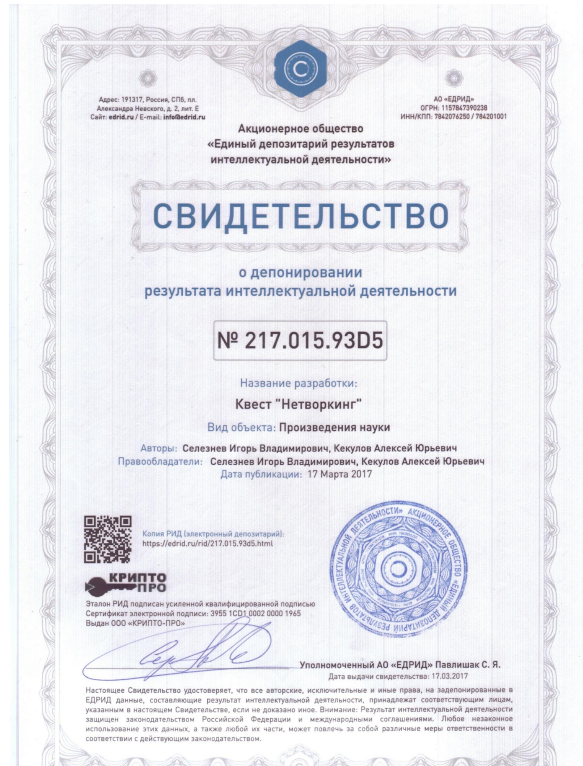 Адрес: 191317, Россия, СПб, пл.
Александра Невского, д. 2, лит. Е
Сайт: edrid.ru / E-mail: info@edrid.ru
АО «ЕДРИД»
ОГРН: 1157847390238
ИНН/КПП: 7842076250 / 784201001
Акционерное общество
«Единый депозитарий результатов
интеллектуальной деятельности»
СВИДЕТЕЛЬСТВО
о депонировании
результата интеллектуальной деятельности
№ 217.015.93D5
Название разработки:
Квест "Нетворкинг"
Вид объекта: Произведения науки
Авторы: Селезнев Игорь Владимирович, Кекулов Алексей Юрьевич
Правообладатели: Селезнев Игорь Владимирович, Кекулов Алексей Юрьевич
Дата публикации: 17 Марта 2017
Копия РИД (электронный депозитарий):
https://edrid.ru/rid/217.015.93d5.html
КРИПТО
ПРО
Эталон РИД подписан усиленной квалифицированной подписью
Сертификат электронной подписи: 3955 1CD1 0002 0000 1965
Выдан ООО «КРИПТО-ПРО»
АКЦИОНЕРНОЕ ОБЩЕСТВО «ЕДИНЫЙ ДЕПОЗИТАРИЙ РЕЗУЛЬТАТОВ ИНТЕЛЛЕКТУАЛЬНОЙ ДЕЯТЕЛЬНОСТИ»
Уполномоченный АО «ЕДРИД» Павлишак С. Я.
Дата выдачи свидетельства: 17.03.2017
Настоящее Свидетельство удостоверяет, что все авторские, исключительные и иные права, на задепонированные в
ЕДРИД данные, составляющие результат интеллектуальной деятельности, принадлежат соответствующим лицам,
указанным в настоящем Свидетельстве, если не доказано иное. Внимание: Результат интеллектуальной деятельности
защищен законодательством Российской Федерации и международными соглашениями. Любое незаконное
использование этих данных, а также любой их части, может повлечь за собой различные меры ответственности в
соответствии с действующим законодательством.